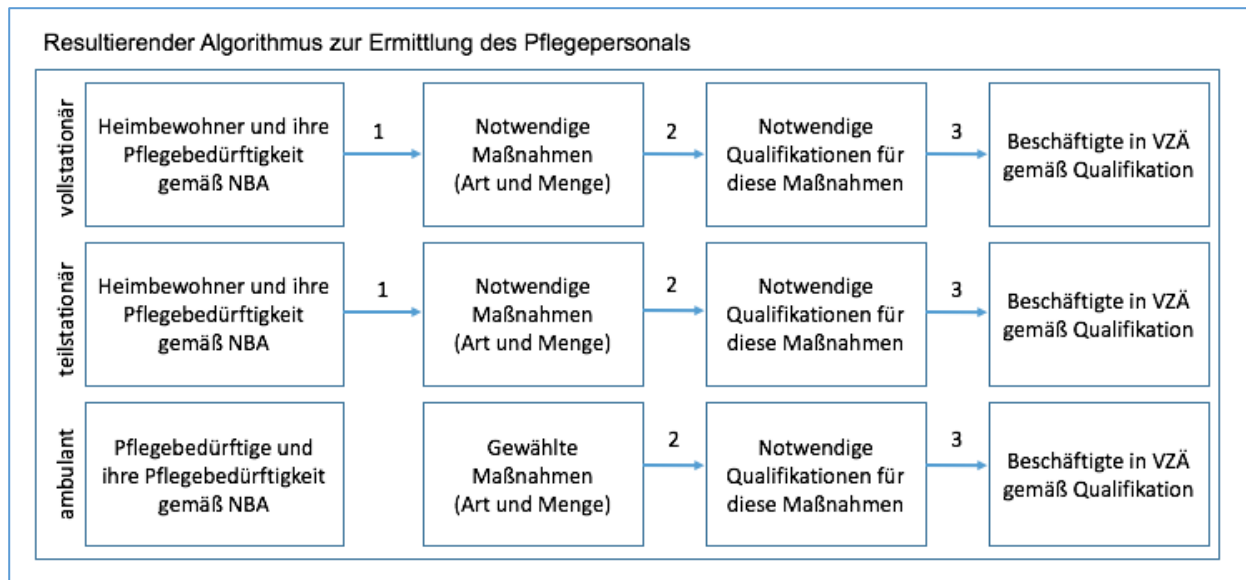 Resultierender Algorithmus zur Ermittlung des Pflegepersonals
vollstationär
Heimbewohner und ihre
Pflegebedürftigkeit
gemäß NBA
1
Notwendige
Maßnahmen
(Art und Menge)
2
Notwendige
Qualifikationen für
diese Maßnahmen
3
Beschäftigte in VZÄ
gemäß Qualifikation
teilstationär
Heimbewohner und ihre
Pflegebedürftigkeit
gemäß NBA
1
Notwendige
Maßnahmen
(Art und Menge)
2
Notwendige
Qualifikationen für
diese Maßnahmen
3
Beschäftigte in VZÄ
gemäß Qualifikation
ambulant
Pflegebedürftige und
ihre Pflegebedürftigkeit
gemäß NBA
Gewählte
Maßnahmen
(Art und Menge)
2
Notwendige
Qualifikationen für
diese Maßnahmen
3
Beschäftigte in VZÄ
gemäß Qualifikation